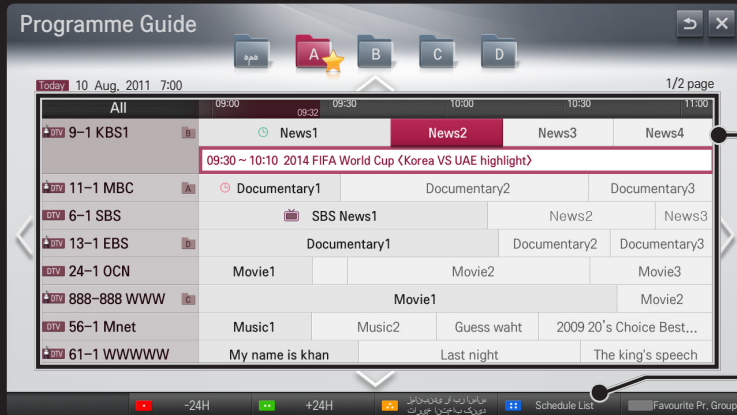 Programme Guide
همه A B C D
Today 10 Aug. 2011 7:00 1/2 page
All 09:00 09:32 09:30 10:00 10:30 11:00
DTV 9-1 KBS1 B News1 News2 News3 News4
09:30 ~ 10:10 2014 FIFA World Cup 〈Korea VS UAE highlight〉
DTV 11-1 MBC A Documentary1 Documentary2 Documentary3
DTV 6-1 SBS SBS News1 News2 News3
DTV 13-1 EBS D Documentary1 Documentary2 Documentary3
DTV 24-1 OCN Movie1 Movie2 Movie3
DTV 888-888 WWW C Movie1 Movie2
DTV 56-1 Mnet Music1 Music2 Guess waht 2009 20's Choice Best...
DTV 61-1 WWWWW My name is khan Last night The king's speech
-24H +24H Schedule List Favourite Pr, Group